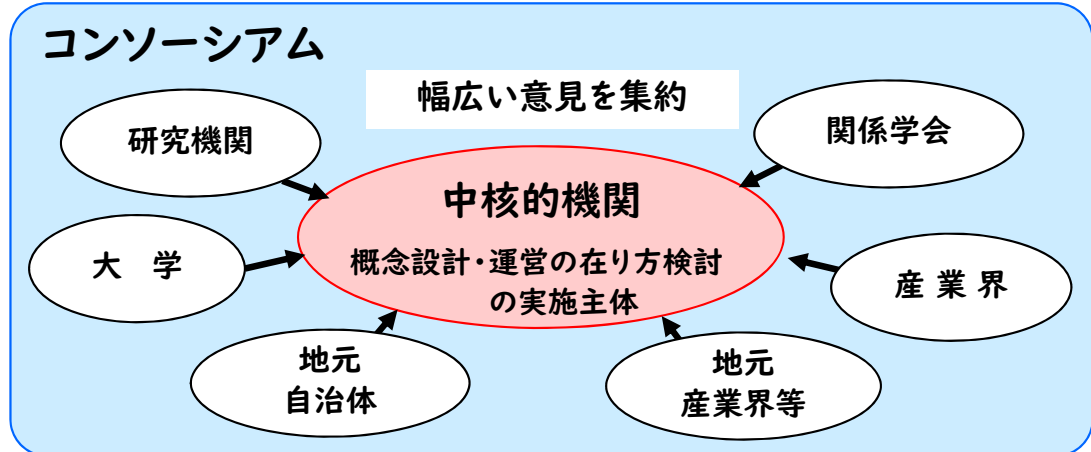 コンソーシアム
幅広い意見を集約
研究機関
関係学会
中核的機関
概念設計・運営の在り方検討
の実施主体
大　学
産 業 界
地元
自治体
地元
産業界等